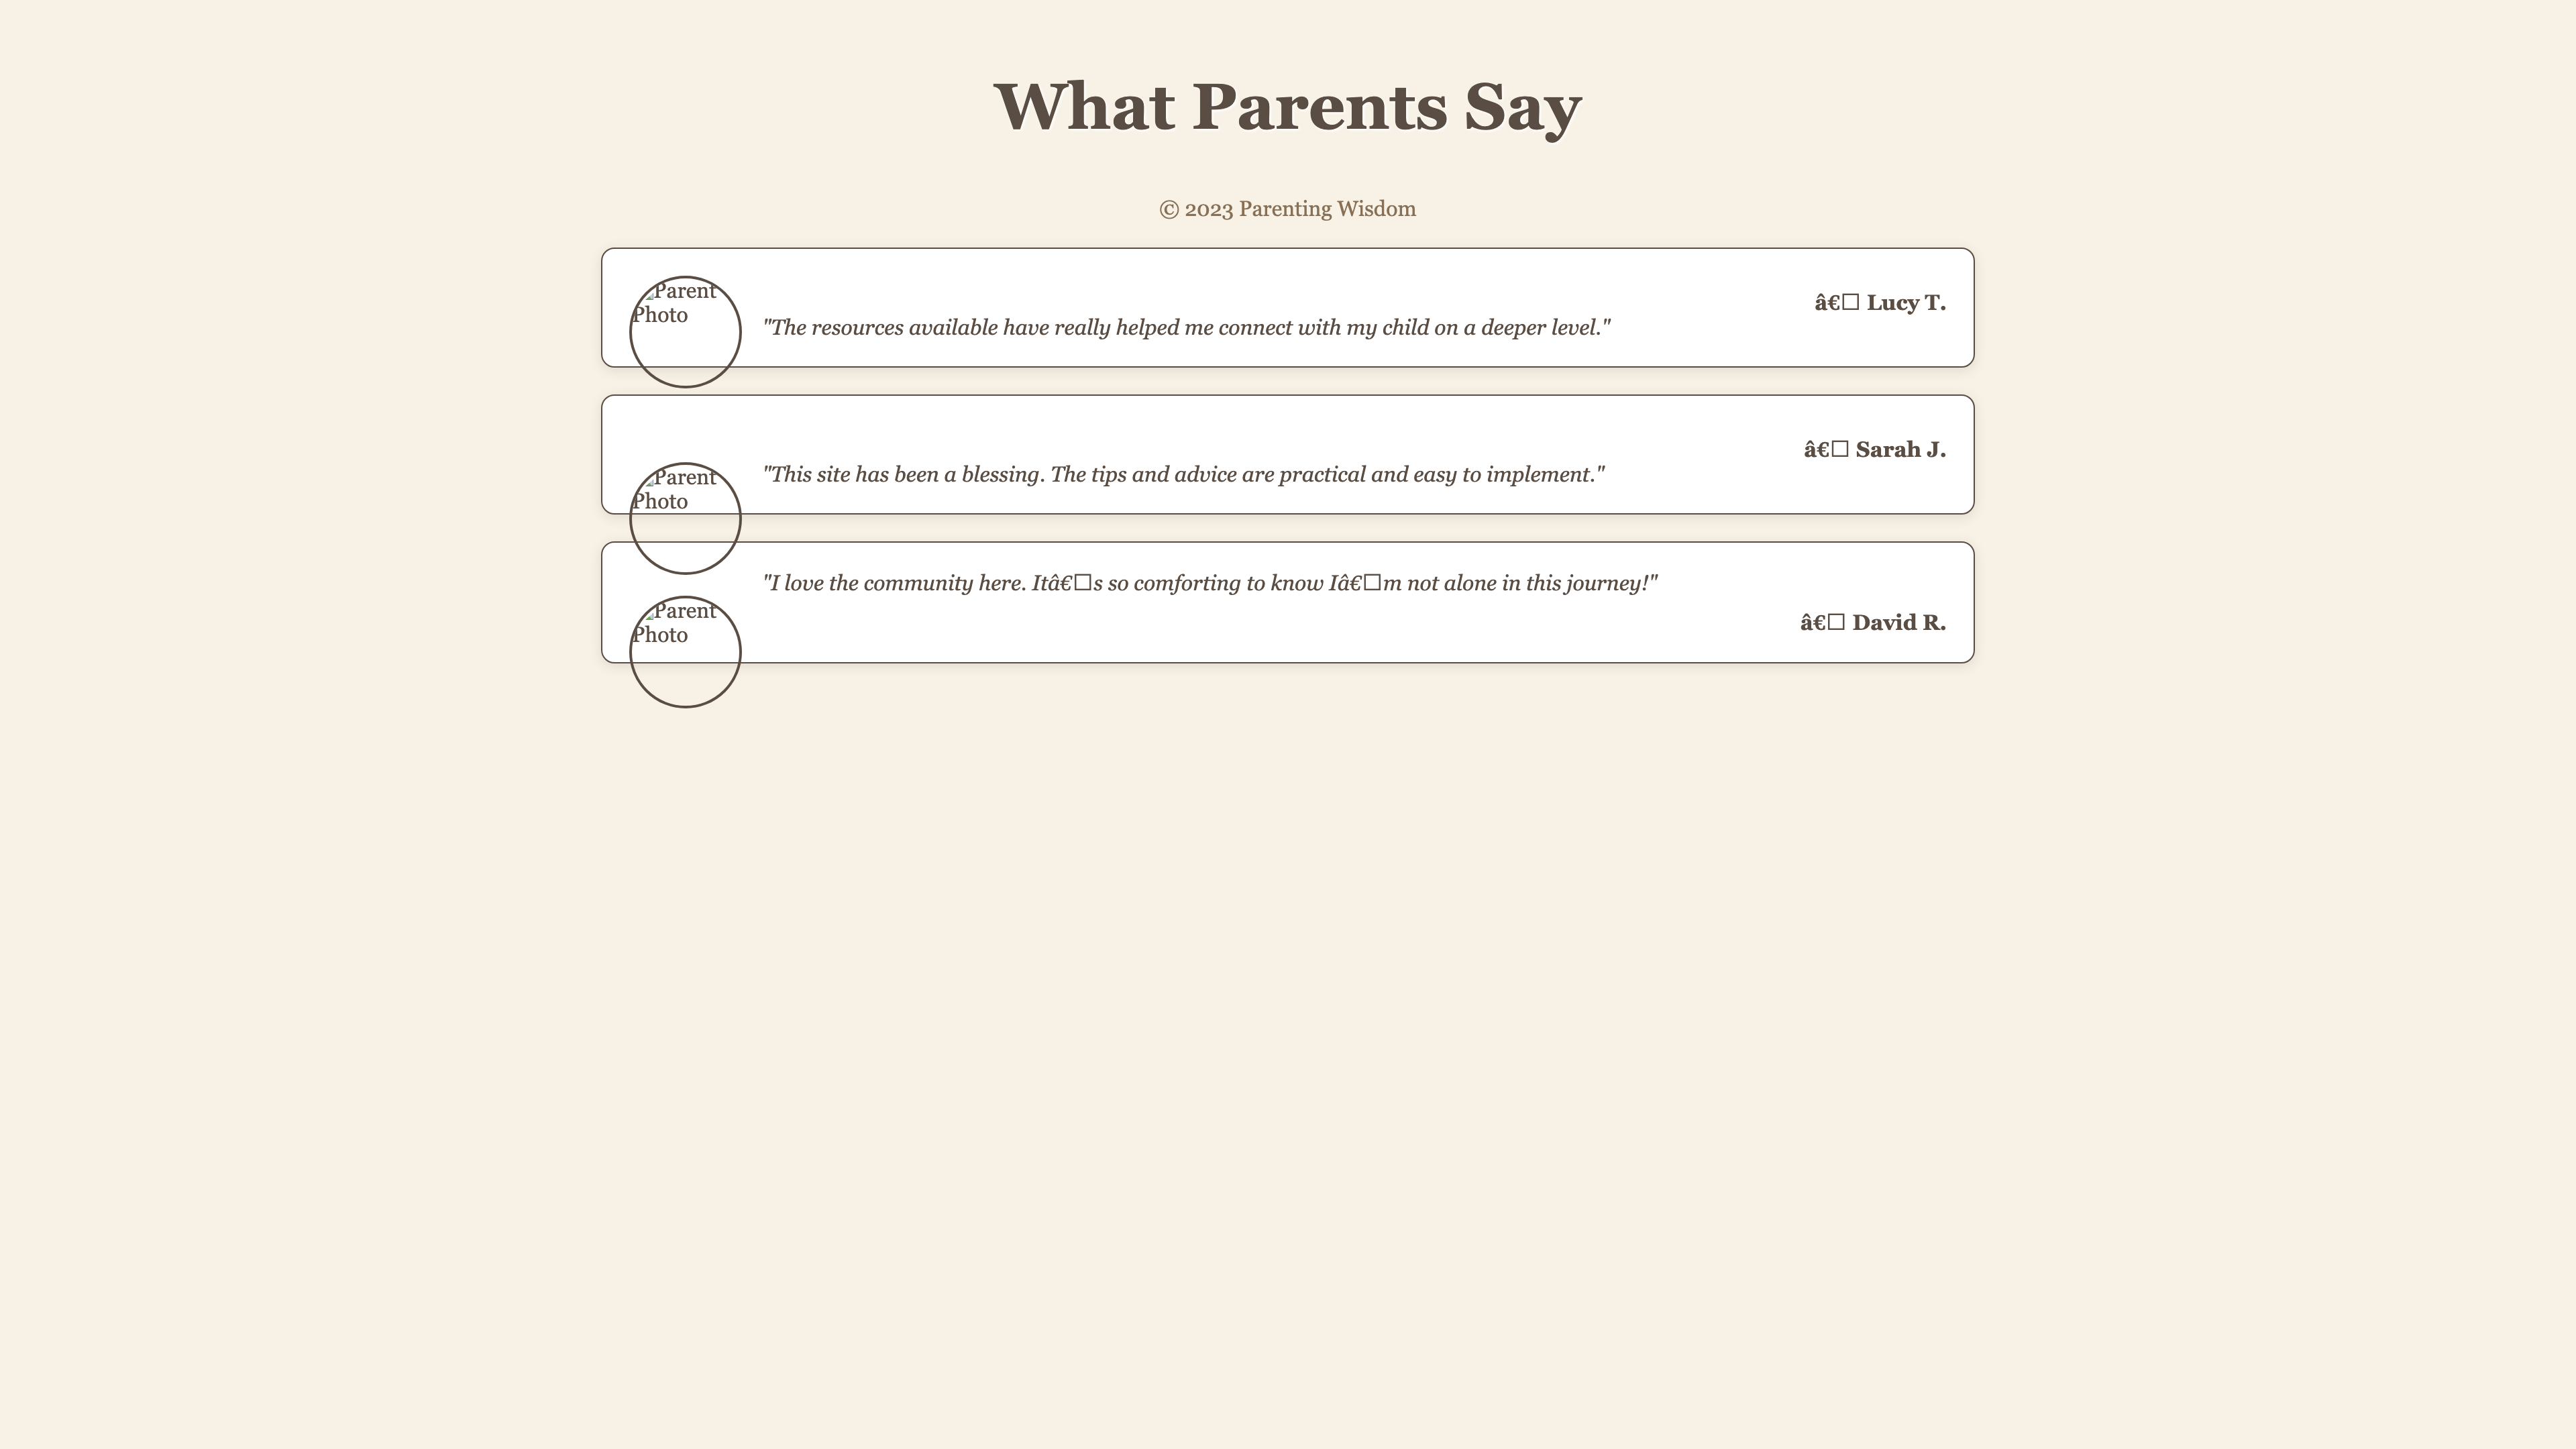 What Parents Say
© 2023 Parenting Wisdom
Parent
Photo
â€□ Lucy T.
"The resources available have really helped me connect with my child on a deeper level."
â€□ Sarah J.
Parent
Photo
"This site has been a blessing. The tips and advice are practical and easy to implement."
"I love the community here. Itâ€□s so comforting to know Iâ€□m not alone in this journey!"
Parent
Photo
â€□ David R.